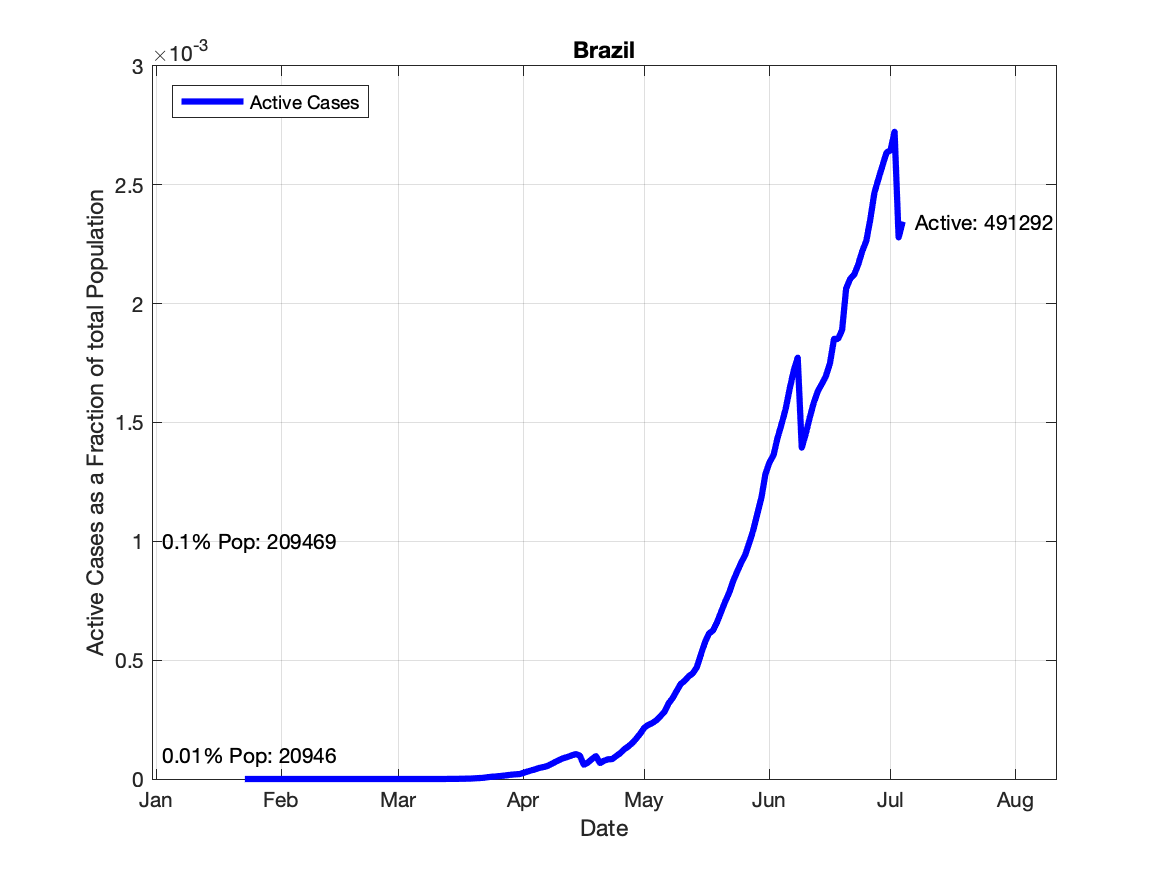 Brazil
×10⁻³
3
2.5
2
1.5
1
0.5
0
Active Cases
Active: 491292
0.1% Pop: 209469
0.01% Pop: 20946
Active Cases as a Fraction of total Population
Jan Feb Mar Apr May Jun Jul Aug
Date